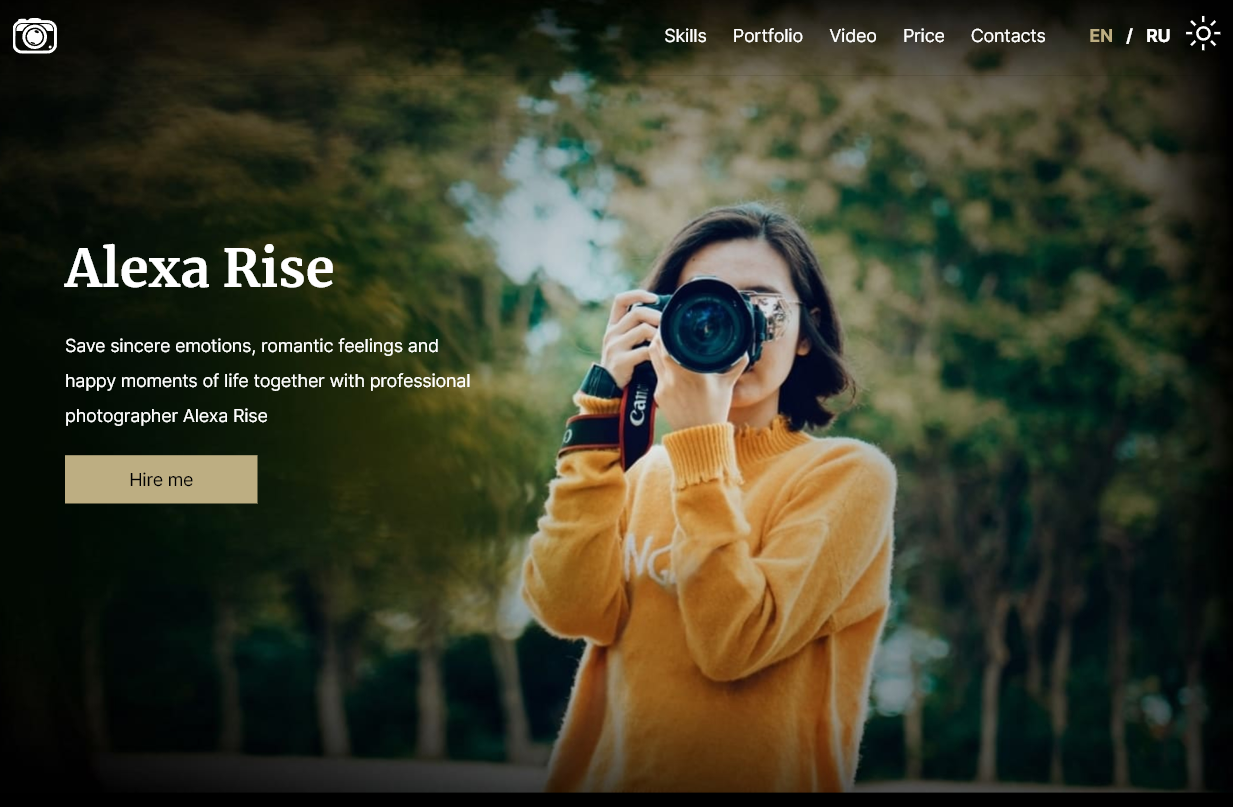 Skills Portfolio Video Price Contacts EN / RU
Alexa Rise
Save sincere emotions, romantic feelings and
happy moments of life together with professional
photographer Alexa Rise
Hire me